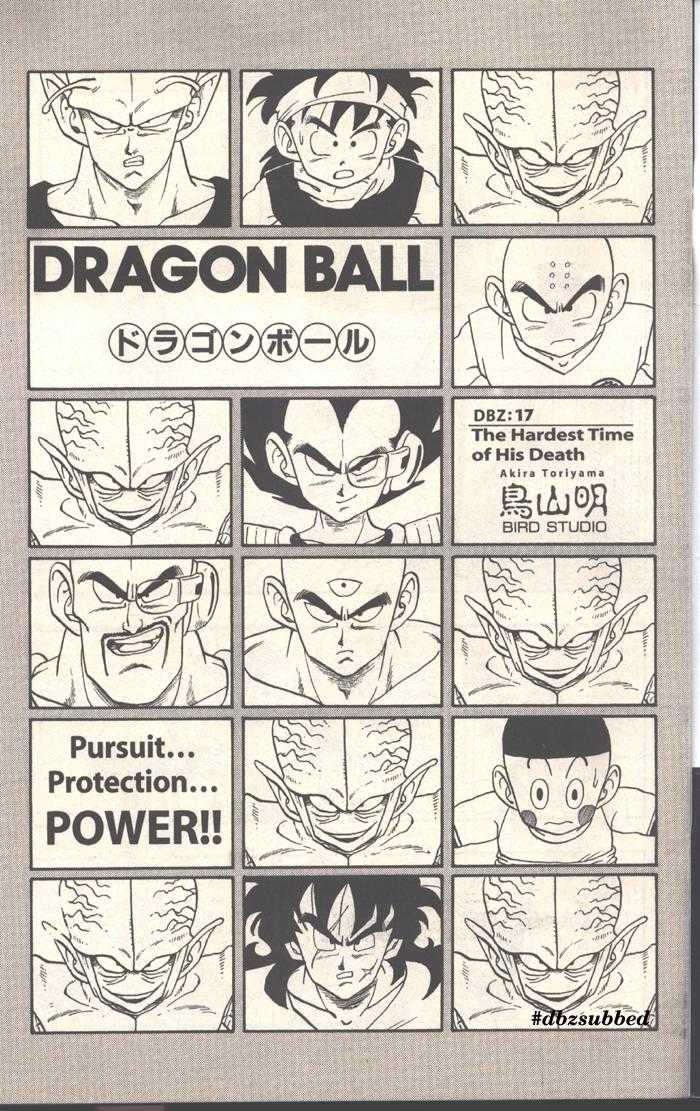 DRAGON BALL
ドラゴンボール
DBZ: 17
The Hardest Time
of His Death
Akira Toriyama
鳥山明
BIRD STUDIO
Pursuit...
Protection...
POWER!!
#dbzsubbed